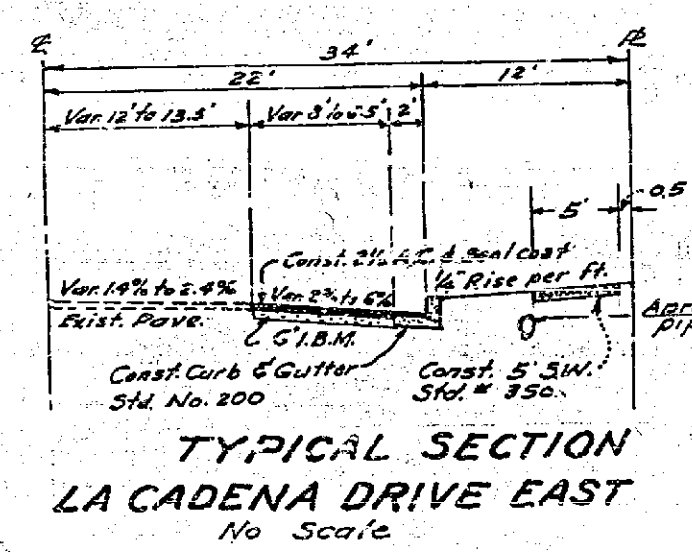 ℄
34'
℞
22'
12'
Var. 12' to 13.5'
Var 8' to
2'
0.5
5'
Const. 2½" A.C. & seal coat
Var. 1.4% to 2.4%
Var. 2% to 6%
¼" Rise per ft.
Exist. Pave.
6" I.B.M.
Const. Curb & Gutter
Std. No. 200
Const. 5' S.W.
Std. # 350.
TYPICAL SECTION
LA CADENA DRIVE EAST
No Scale